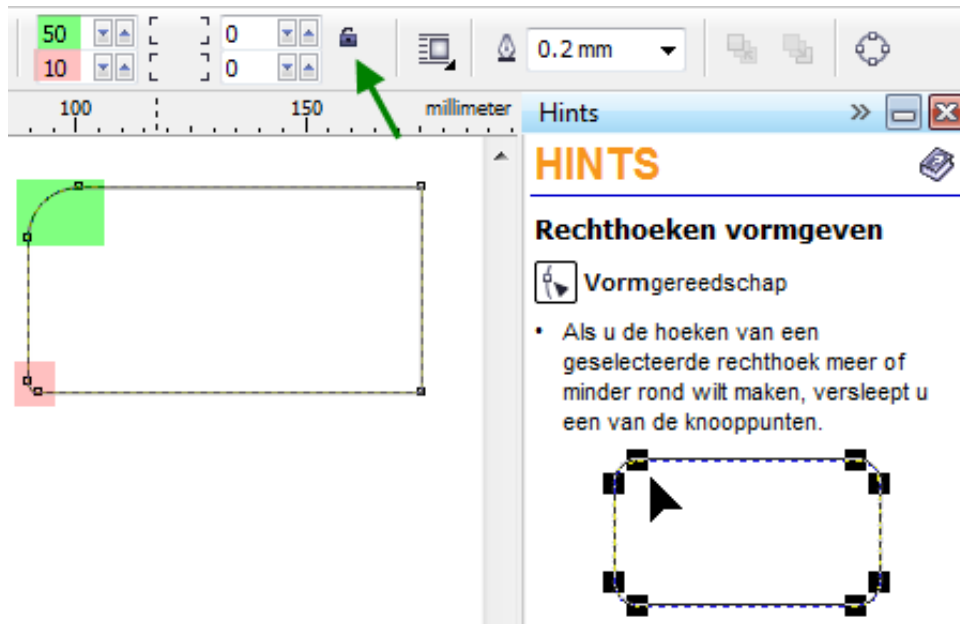 50 0
10 0
0.2 mm
100 150 millimeter
Hints
HINTS
Rechthoeken vormgeven
Vormgereedschap
• Als u de hoeken van een
geselecteerde rechthoek meer of
minder rond wilt maken, versleept u
een van de knooppunten.